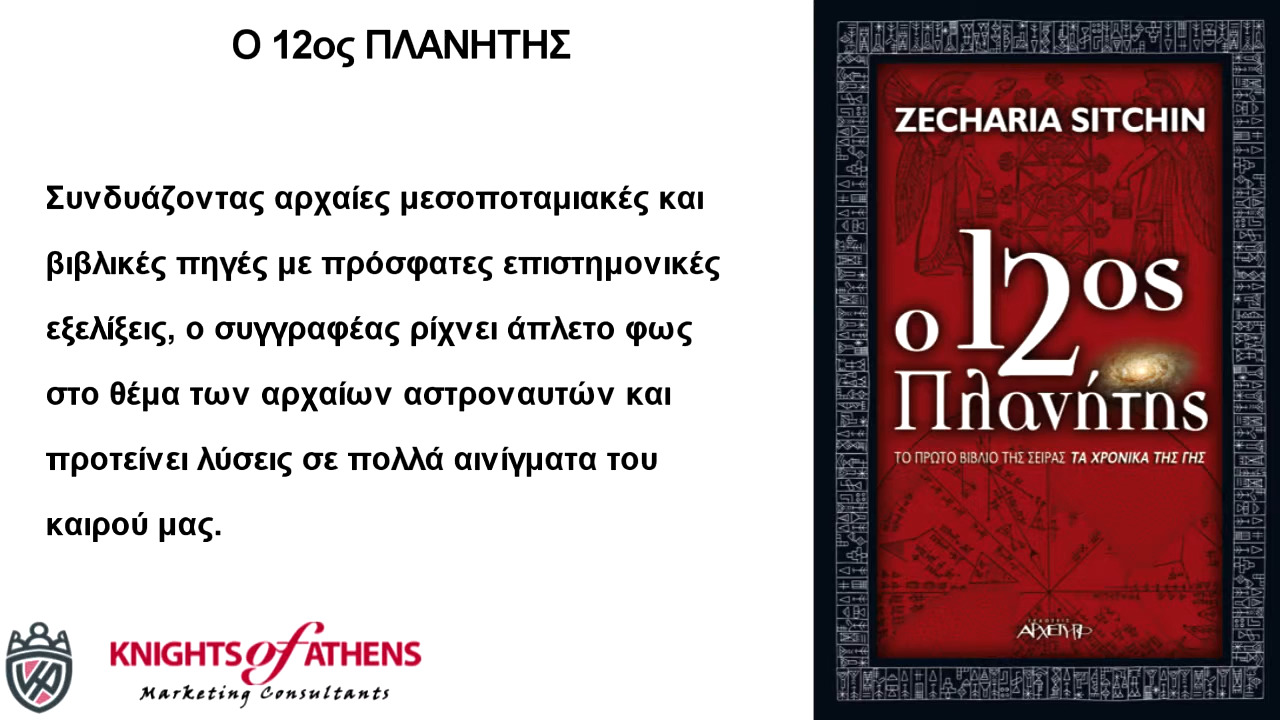 Ο 12ος ΠΛΑΝΗΤΗΣ
Συνδυάζοντας αρχαίες μεσοποταμιακές και
βιβλικές πηγές με πρόσφατες επιστημονικές
εξελίξεις, ο συγγραφέας ρίχνει άπλετο φως
στο θέμα των αρχαίων αστροναυτών και
προτείνει λύσεις σε πολλά αινίγματα του
καιρού μας.
KNIGHTS of ATHENS
Marketing Consultants
ZECHARIA SITCHIN
ο 12ος
Πλανήτης
ΤΟ ΠΡΩΤΟ ΒΙΒΛΙΟ ΤΗΣ ΣΕΙΡΑΣ ΤΑ ΧΡΟΝΙΚΑ ΤΗΣ ΓΗΣ
ΕΚΔΟΣΕΙΣ